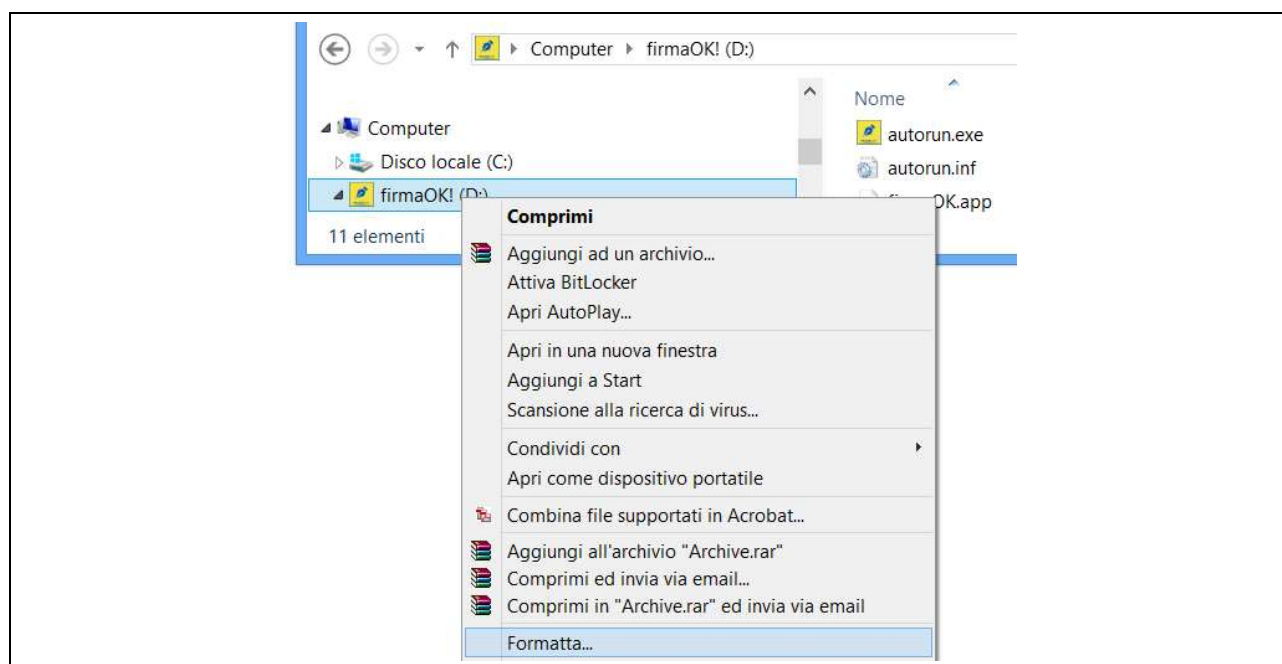 Computer firmaOK! (D:)
Nome
Computer
autorun.exe
Disco locale (C:)
autorun.inf
firmaOK! (D:)
OK.app
11 elementi
Comprimi
Aggiungi ad un archivio...
Attiva BitLocker
Apri AutoPlay...
Apri in una nuova finestra
Aggiungi a Start
Scansione alla ricerca di virus...
Condividi con
Apri come dispositivo portatile
Combina file supportati in Acrobat...
Aggiungi all'archivio "Archive.rar"
Comprimi ed invia via email...
Comprimi in "Archive.rar" ed invia via email
Formatta...